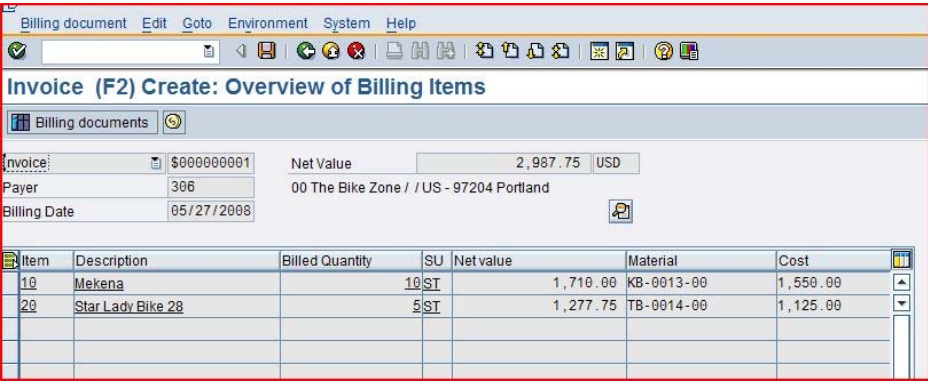 Billing document Edit Goto Environment System Help
Invoice (F2) Create: Overview of Billing Items
Billing documents
Invoice $000000001 Net Value 2,987.75 USD
Payer 306 00 The Bike Zone / / US - 97204 Portland
Billing Date 05/27/2008
Item Description Billed Quantity SU Net value Material Cost
10 Mekena 10 ST 1,710.00 KB-0013-00 1,550.00
20 Star Lady Bike 28 5 ST 1,277.75 TB-0014-00 1,125.00